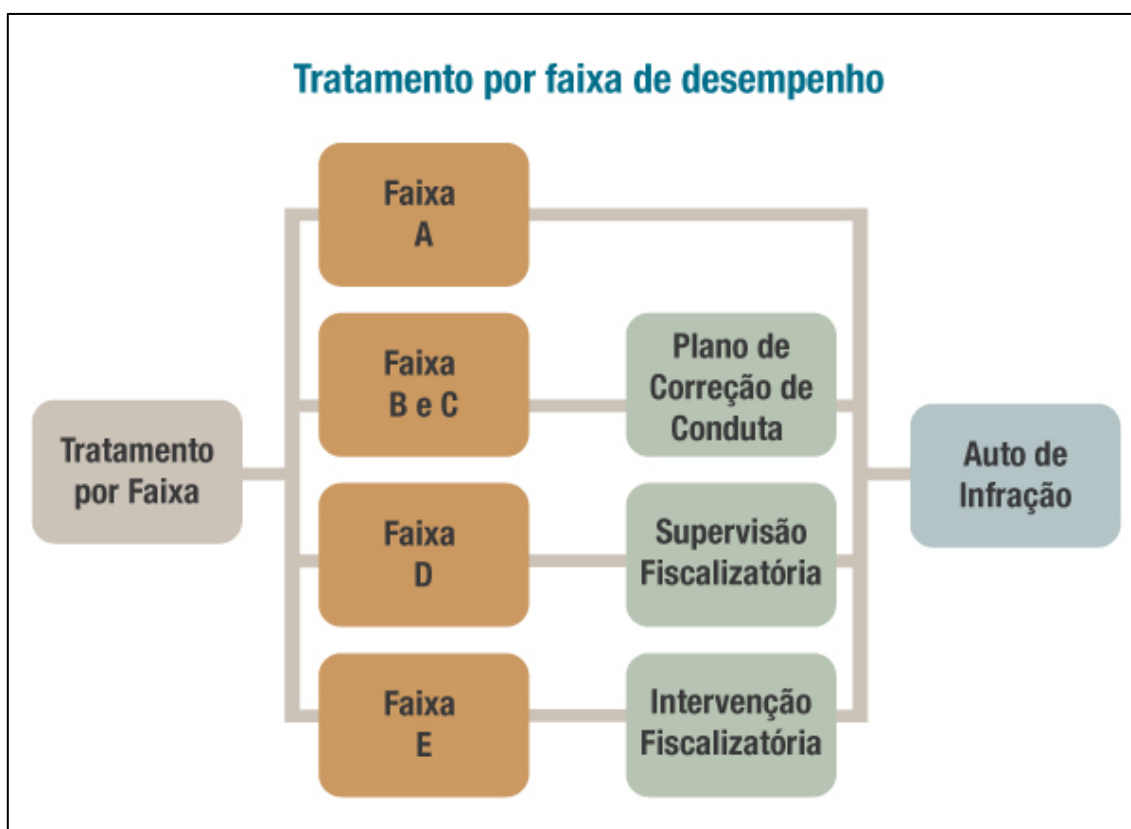 Tratamento por faixa de desempenho
Tratamento
por Faixa
Faixa
A
Faixa
B e C
Faixa
D
Faixa
E
Plano de
Correção de
Conduta
Supervisão
Fiscalizatória
Intervenção
Fiscalizatória
Auto de
Infração